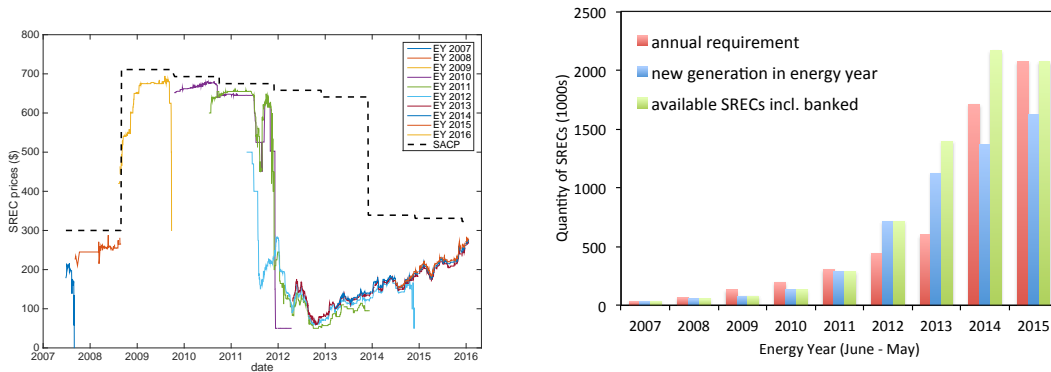 800
700
600
500
400
300
200
100
0
SREC prices ($)
2007 2008 2009 2010 2011 2012 2013 2014 2015 2016
date
EY 2007
EY 2008
EY 2009
EY 2010
EY 2011
EY 2012
EY 2013
EY 2014
EY 2015
EY 2016
SACP
2500
2000
1500
1000
500
0
Quantity of SRECs (1000s)
annual requirement
new generation in energy year
available SRECs incl. banked
2007 2008 2009 2010 2011 2012 2013 2014 2015
Energy Year (June - May)